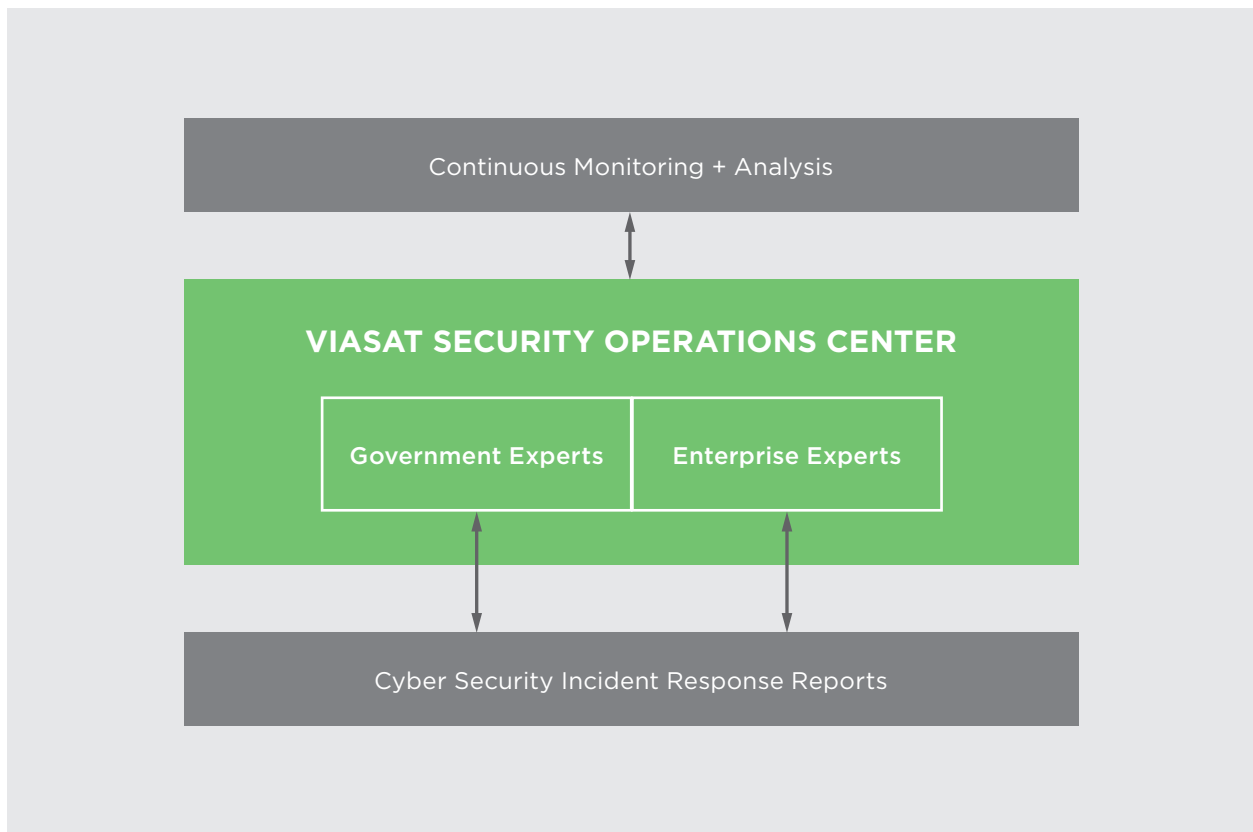 Continuous Monitoring + Analysis
VIASAT SECURITY OPERATIONS CENTER
Government Experts
Enterprise Experts
Cyber Security Incident Response Reports